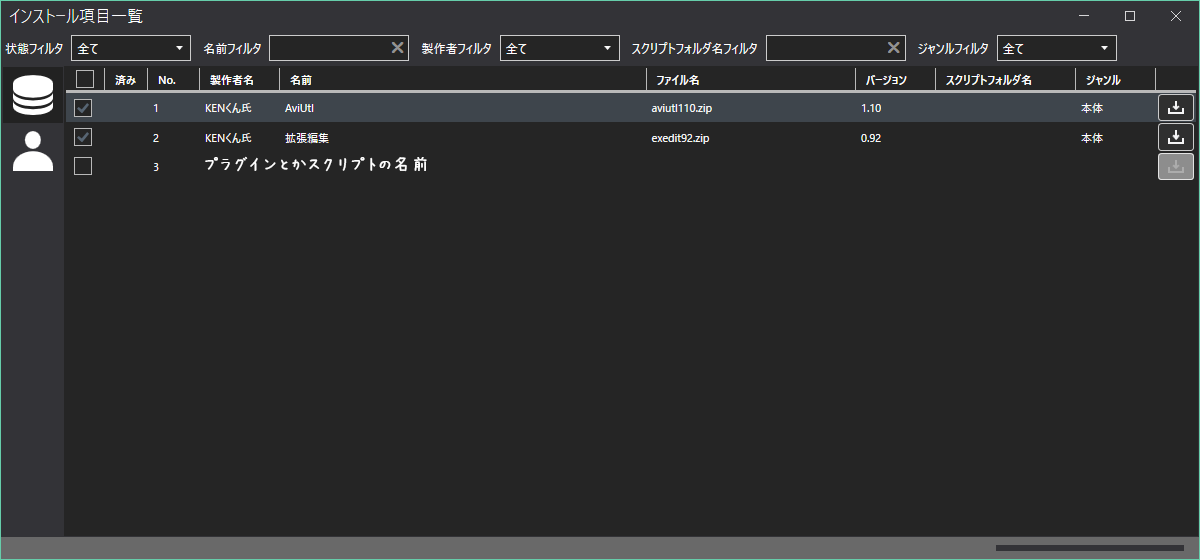 インストール項目一覧
状態フィルタ 全て 名前フィルタ 製作者フィルタ 全て スクリプトフォルダ名フィルタ ジャンルフィルタ 全て
済み No. 製作者名 名前 ファイル名 バージョン スクリプトフォルダ名 ジャンル
1 KENくん氏 AviUtl aviutl110.zip 1.10 本体
2 KENくん氏 拡張編集 exedit92.zip 0.92 本体
3 プラグインとかスクリプトの名前